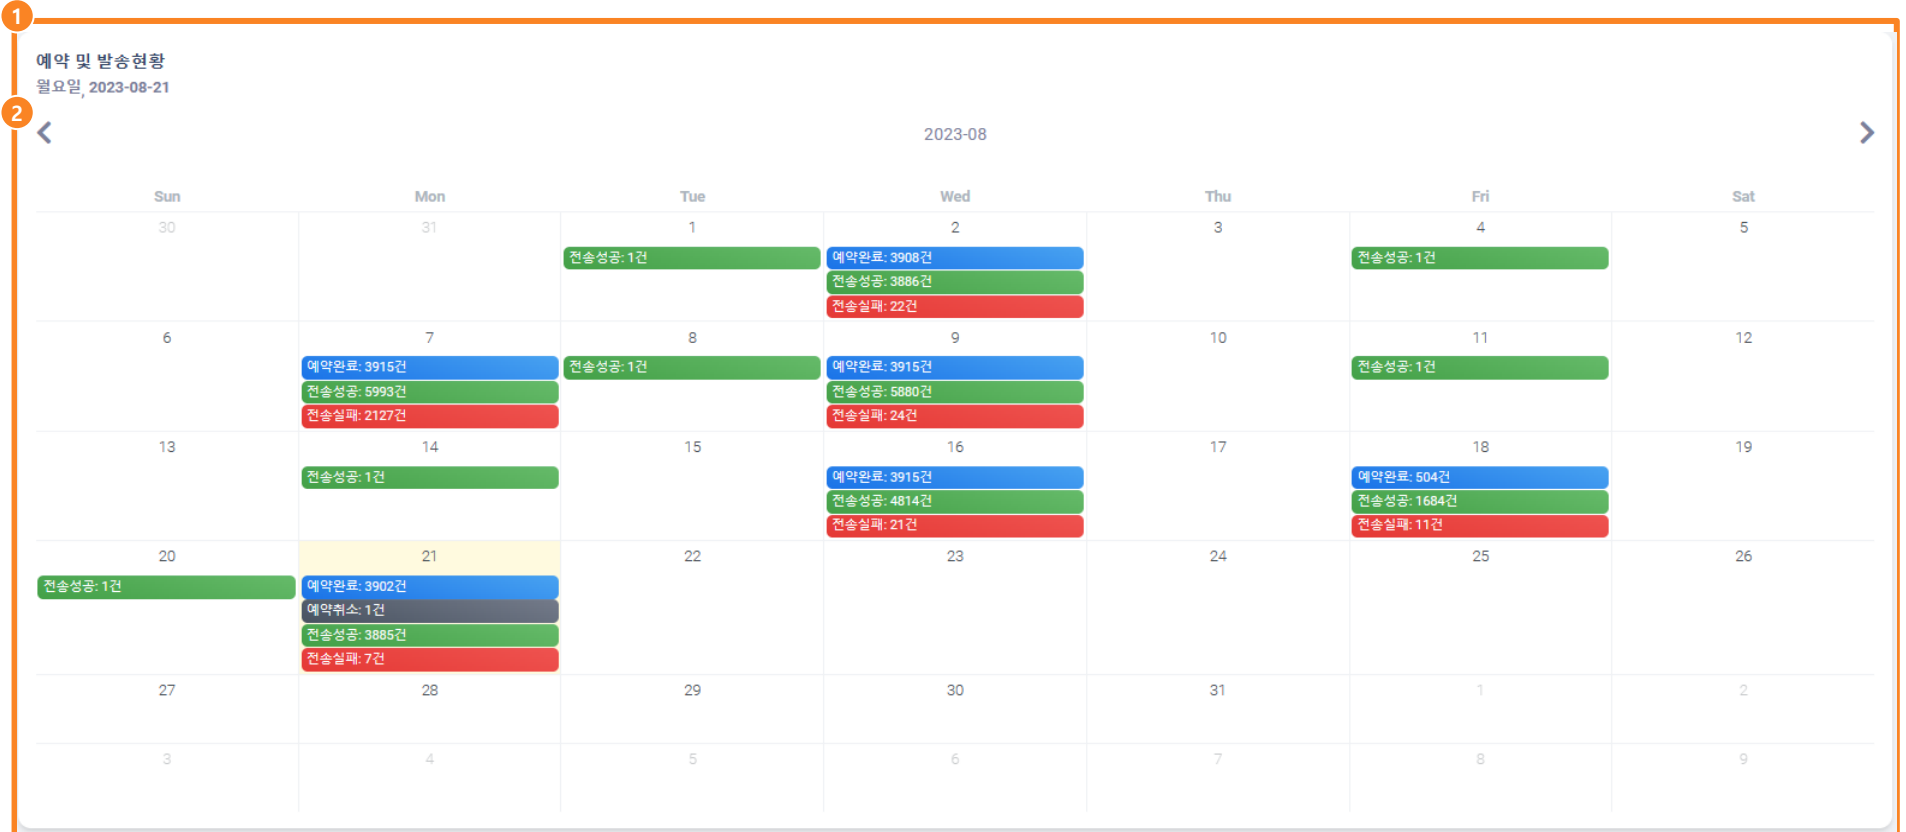 1
예약 및 발송현황
월요일, 2023-08-21
2
2023-08
Sun Mon Tue Wed Thu Fri Sat
30 31 1 2 3 4 5
전송성공: 1건 예약완료: 3908건 전송성공: 1건
전송성공: 3886건
전송실패: 22건
6 7 8 9 10 11 12
예약완료: 3915건 전송성공: 1건 예약완료: 3915건 전송성공: 1건
전송성공: 5993건 전송성공: 5880건
전송실패: 2127건 전송실패: 24건
13 14 15 16 17 18 19
전송성공: 1건 예약완료: 3915건 예약완료: 504건
전송성공: 4814건 전송성공: 1684건
전송실패: 21건 전송실패: 11건
20 21 22 23 24 25 26
전송성공: 1건 예약완료: 3902건
예약취소: 1건
전송성공: 3885건
전송실패: 7건
27 28 29 30 31 1 2
3 4 5 6 7 8 9